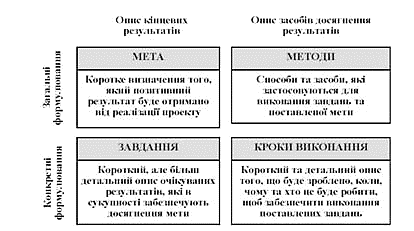 Опис кінцевих
результатів
Опис засобів досягнення
результатів
Загальні
формулювання
МЕТА
Коротке визначення того,
який позитивний
результат буде отримано
від реалізації проекту
МЕТОДИ
Способи та засоби, які
застосовуються для
виконання завдань та
поставленої мети
Конкретні
формулювання
ЗАВДАННЯ
Короткий, але більш
детальний опис очікуваних
результатів, які в
сукупності забезпечують
досягнення мети
КРОКИ ВИКОНАННЯ
Короткий та детальний опис
того, що буде зроблено, коли,
чому та хто це буде робити,
щоб забезпечити виконання
поставлених завдань